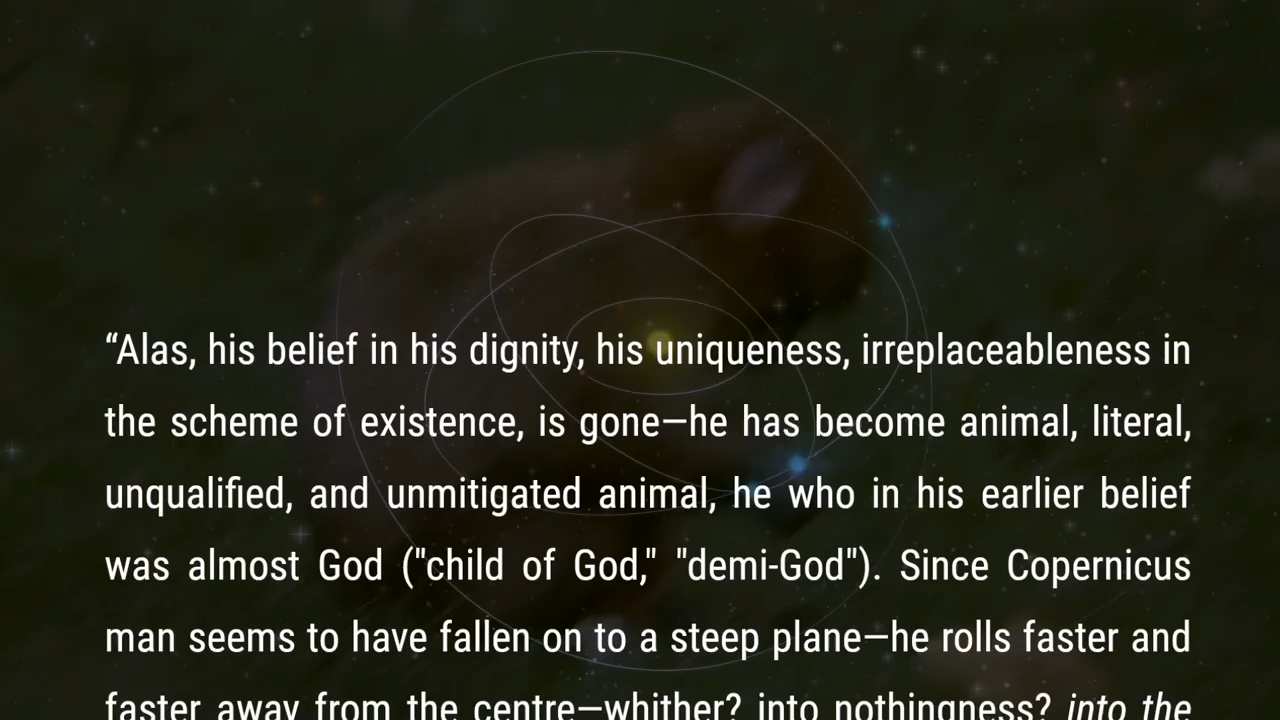 “Alas, his belief in his dignity, his uniqueness, irreplaceableness in
the scheme of existence, is gone—he has become animal, literal,
unqualified, and unmitigated animal, he who in his earlier belief
was almost God ("child of God," "demi-God"). Since Copernicus
man seems to have fallen on to a steep plane—he rolls faster and
faster away from the centre—whither? into nothingness? into the